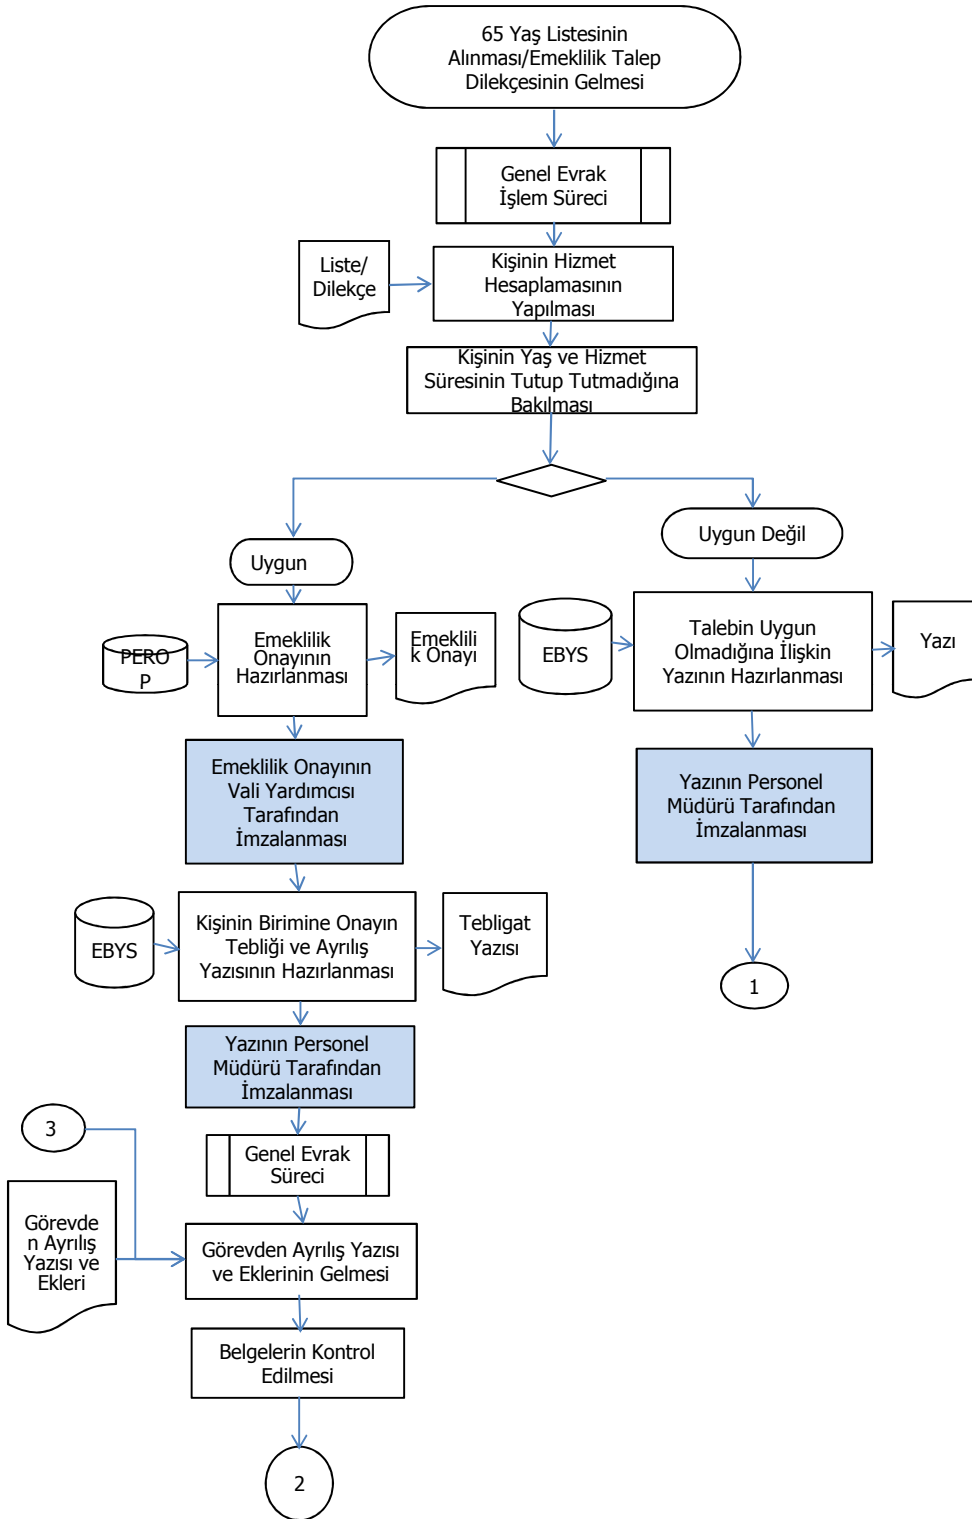 65 Yaş Listesinin
Alınması/Emeklilik Talep
Dilekçesinin Gelmesi
Genel Evrak
İşlem Süreci
Liste/
Dilekçe
Kişinin Hizmet
Hesaplamasının
Yapılması
Kişinin Yaş ve Hizmet
Süresinin Tutup Tutmadığına
Bakılması
Uygun
Uygun Değil
PERO
P
Emeklilik
Onayının
Hazırlanması
Emeklili
k Onayı
EBYS
Talebin Uygun
Olmadığına İlişkin
Yazının Hazırlanması
Yazı
Emeklilik Onayının
Vali Yardımcısı
Tarafından
İmzalanması
Yazının Personel
Müdürü Tarafından
İmzalanması
EBYS
Kişinin Birimine Onayın
Tebliği ve Ayrılış
Yazısının Hazırlanması
Tebligat
Yazısı
1
Yazının Personel
Müdürü Tarafından
İmzalanması
3
Genel Evrak
Süreci
Görevde
n Ayrılış
Yazısı ve
Ekleri
Görevden Ayrılış Yazısı
ve Eklerinin Gelmesi
Belgelerin Kontrol
Edilmesi
2